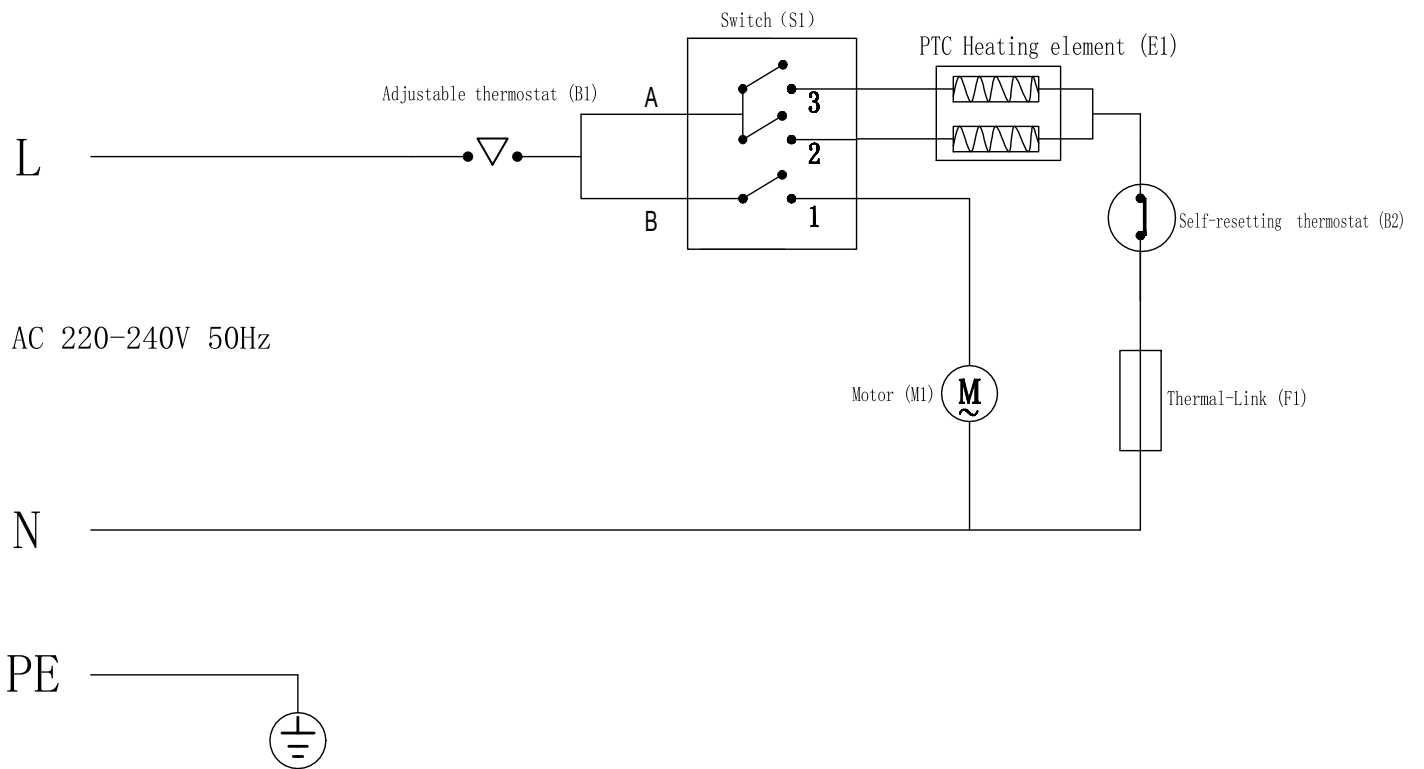 Switch (S1)
PTC Heating element (E1)
Adjustable thermostat (B1)
A
3
L
2
B
1
Self-resetting thermostat (B2)
AC 220-240V 50Hz
Motor (M1)
M
~
Thermal-Link (F1)
N
PE